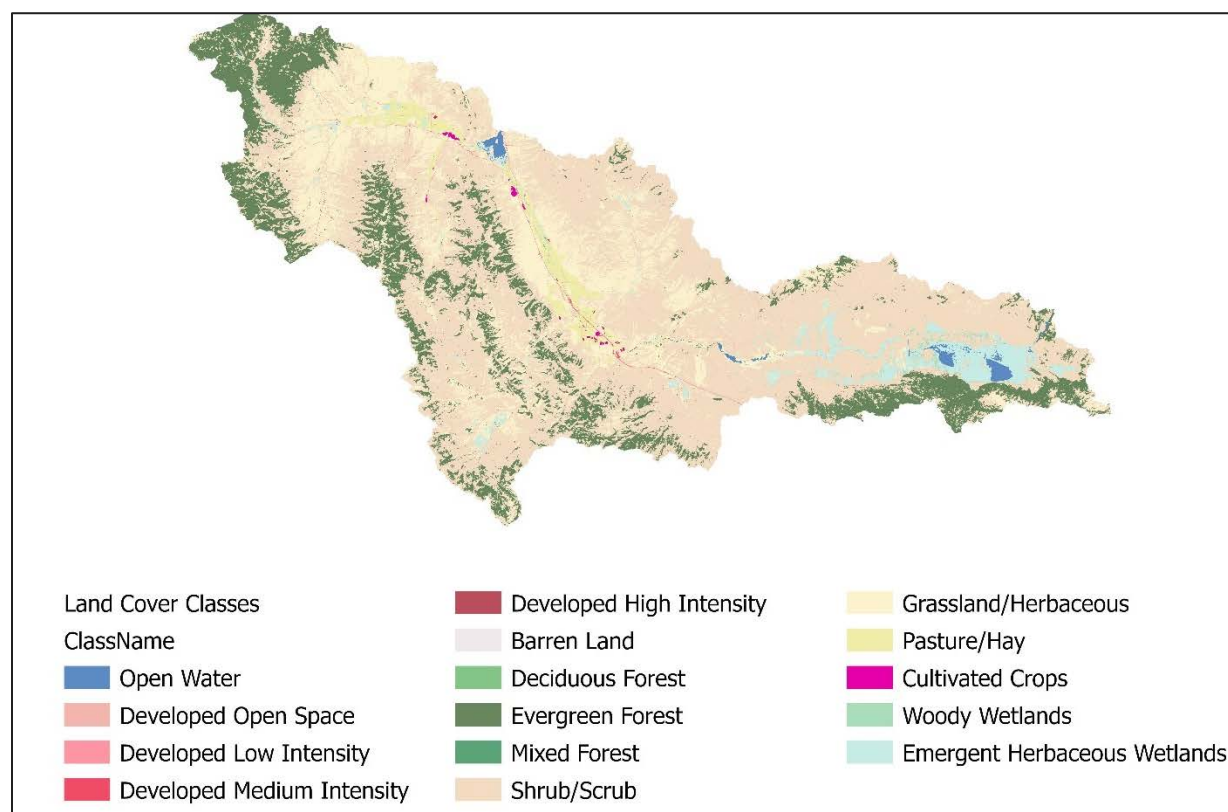 Land Cover Classes
ClassName
Open Water
Developed Open Space
Developed Low Intensity
Developed Medium Intensity
Developed High Intensity
Barren Land
Deciduous Forest
Evergreen Forest
Mixed Forest
Shrub/Scrub
Grassland/Herbaceous
Pasture/Hay
Cultivated Crops
Woody Wetlands
Emergent Herbaceous Wetlands